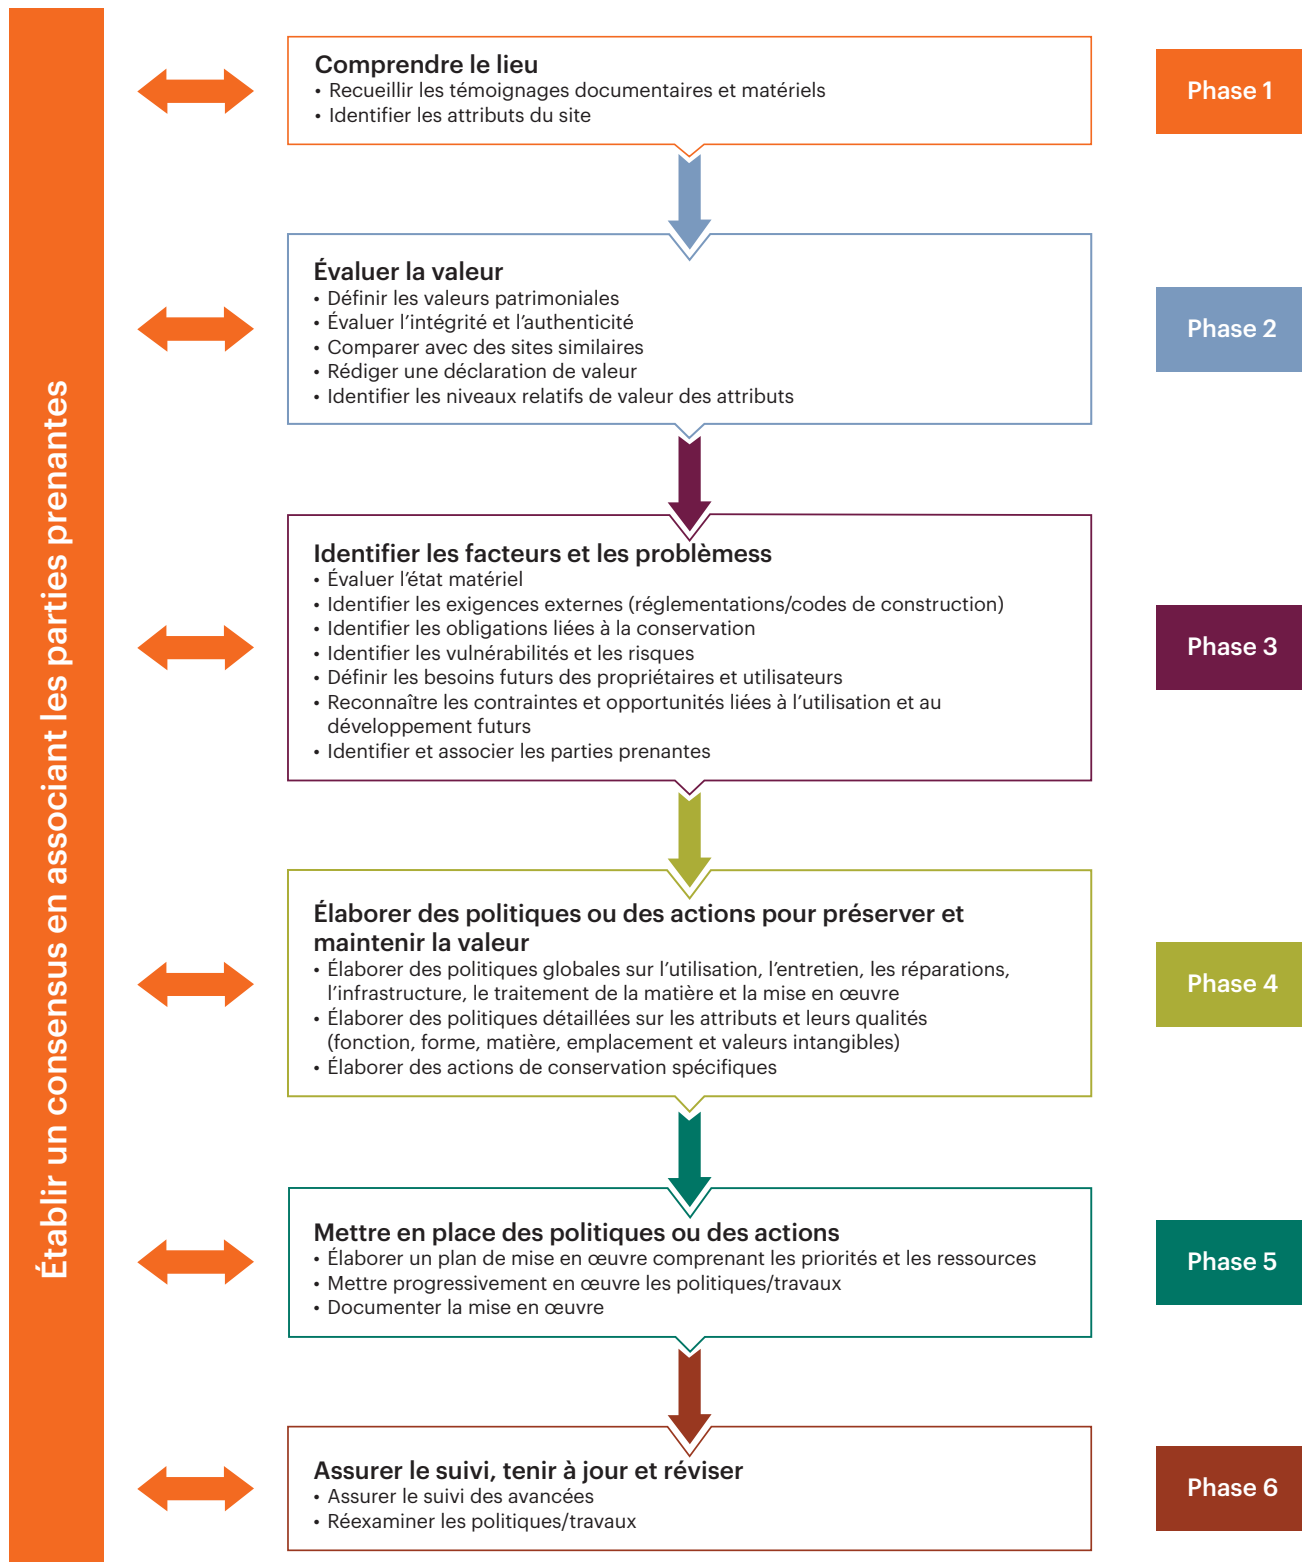 Établir un consensus en associant les parties prenantes
Comprendre le lieu
• Recueillir les témoignages documentaires et matériels
• Identifier les attributs du site
Phase 1
Évaluer la valeur
• Définir les valeurs patrimoniales
• Évaluer l’intégrité et l’authenticité
• Comparer avec des sites similaires
• Rédiger une déclaration de valeur
• Identifier les niveaux relatifs de valeur des attributs
Phase 2
Identifier les facteurs et les problèmess
• Évaluer l’état matériel
• Identifier les exigences externes (réglementations/codes de construction)
• Identifier les obligations liées à la conservation
• Identifier les vulnérabilités et les risques
• Définir les besoins futurs des propriétaires et utilisateurs
• Reconnaître les contraintes et opportunités liées à l’utilisation et au
développement futurs
• Identifier et associer les parties prenantes
Phase 3
Élaborer des politiques ou des actions pour préserver et
maintenir la valeur
• Élaborer des politiques globales sur l’utilisation, l’entretien, les réparations,
l’infrastructure, le traitement de la matière et la mise en œuvre
• Élaborer des politiques détaillées sur les attributs et leurs qualités
(fonction, forme, matière, emplacement et valeurs intangibles)
• Élaborer des actions de conservation spécifiques
Phase 4
Mettre en place des politiques ou des actions
• Élaborer un plan de mise en œuvre comprenant les priorités et les ressources
• Mettre progressivement en œuvre les politiques/travaux
• Documenter la mise en œuvre
Phase 5
Assurer le suivi, tenir à jour et réviser
• Assurer le suivi des avancées
• Réexaminer les politiques/travaux
Phase 6